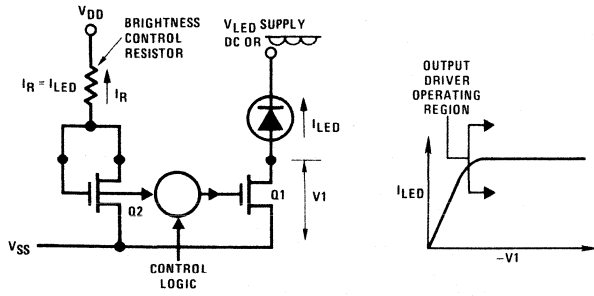 VDD
BRIGHTNESS
CONTROL
RESISTOR
IR = ILED
IR
VLED SUPPLY
DC OR
ILED
Q2
Q1
V1
VSS
CONTROL
LOGIC
OUTPUT
DRIVER
OPERATING
REGION
ILED
-V1